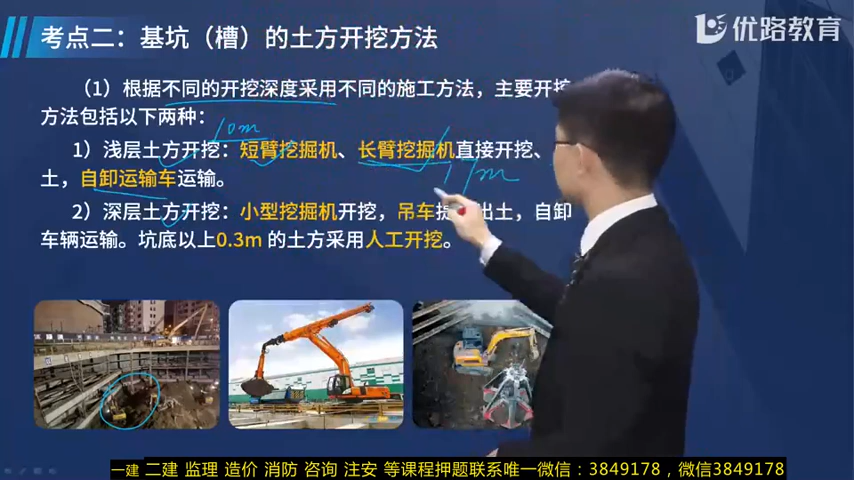 考点二：基坑（槽）的土方开挖方法
优路教育
（1）根据不同的开挖深度采用不同的施工方法，主要开挖
方法包括以下两种：
10m
1）浅层土方开挖：短臂挖掘机、长臂挖掘机直接开挖、
17m
土，自卸运输车运输。
2）深层土方开挖：小型挖掘机开挖，吊车提 出土，自卸
车辆运输。坑底以上0.3m 的土方采用人工开挖。
一建 二建 监理 造价 消防 咨询 注安 等课程押题联系唯一微信：3849178，微信3849178